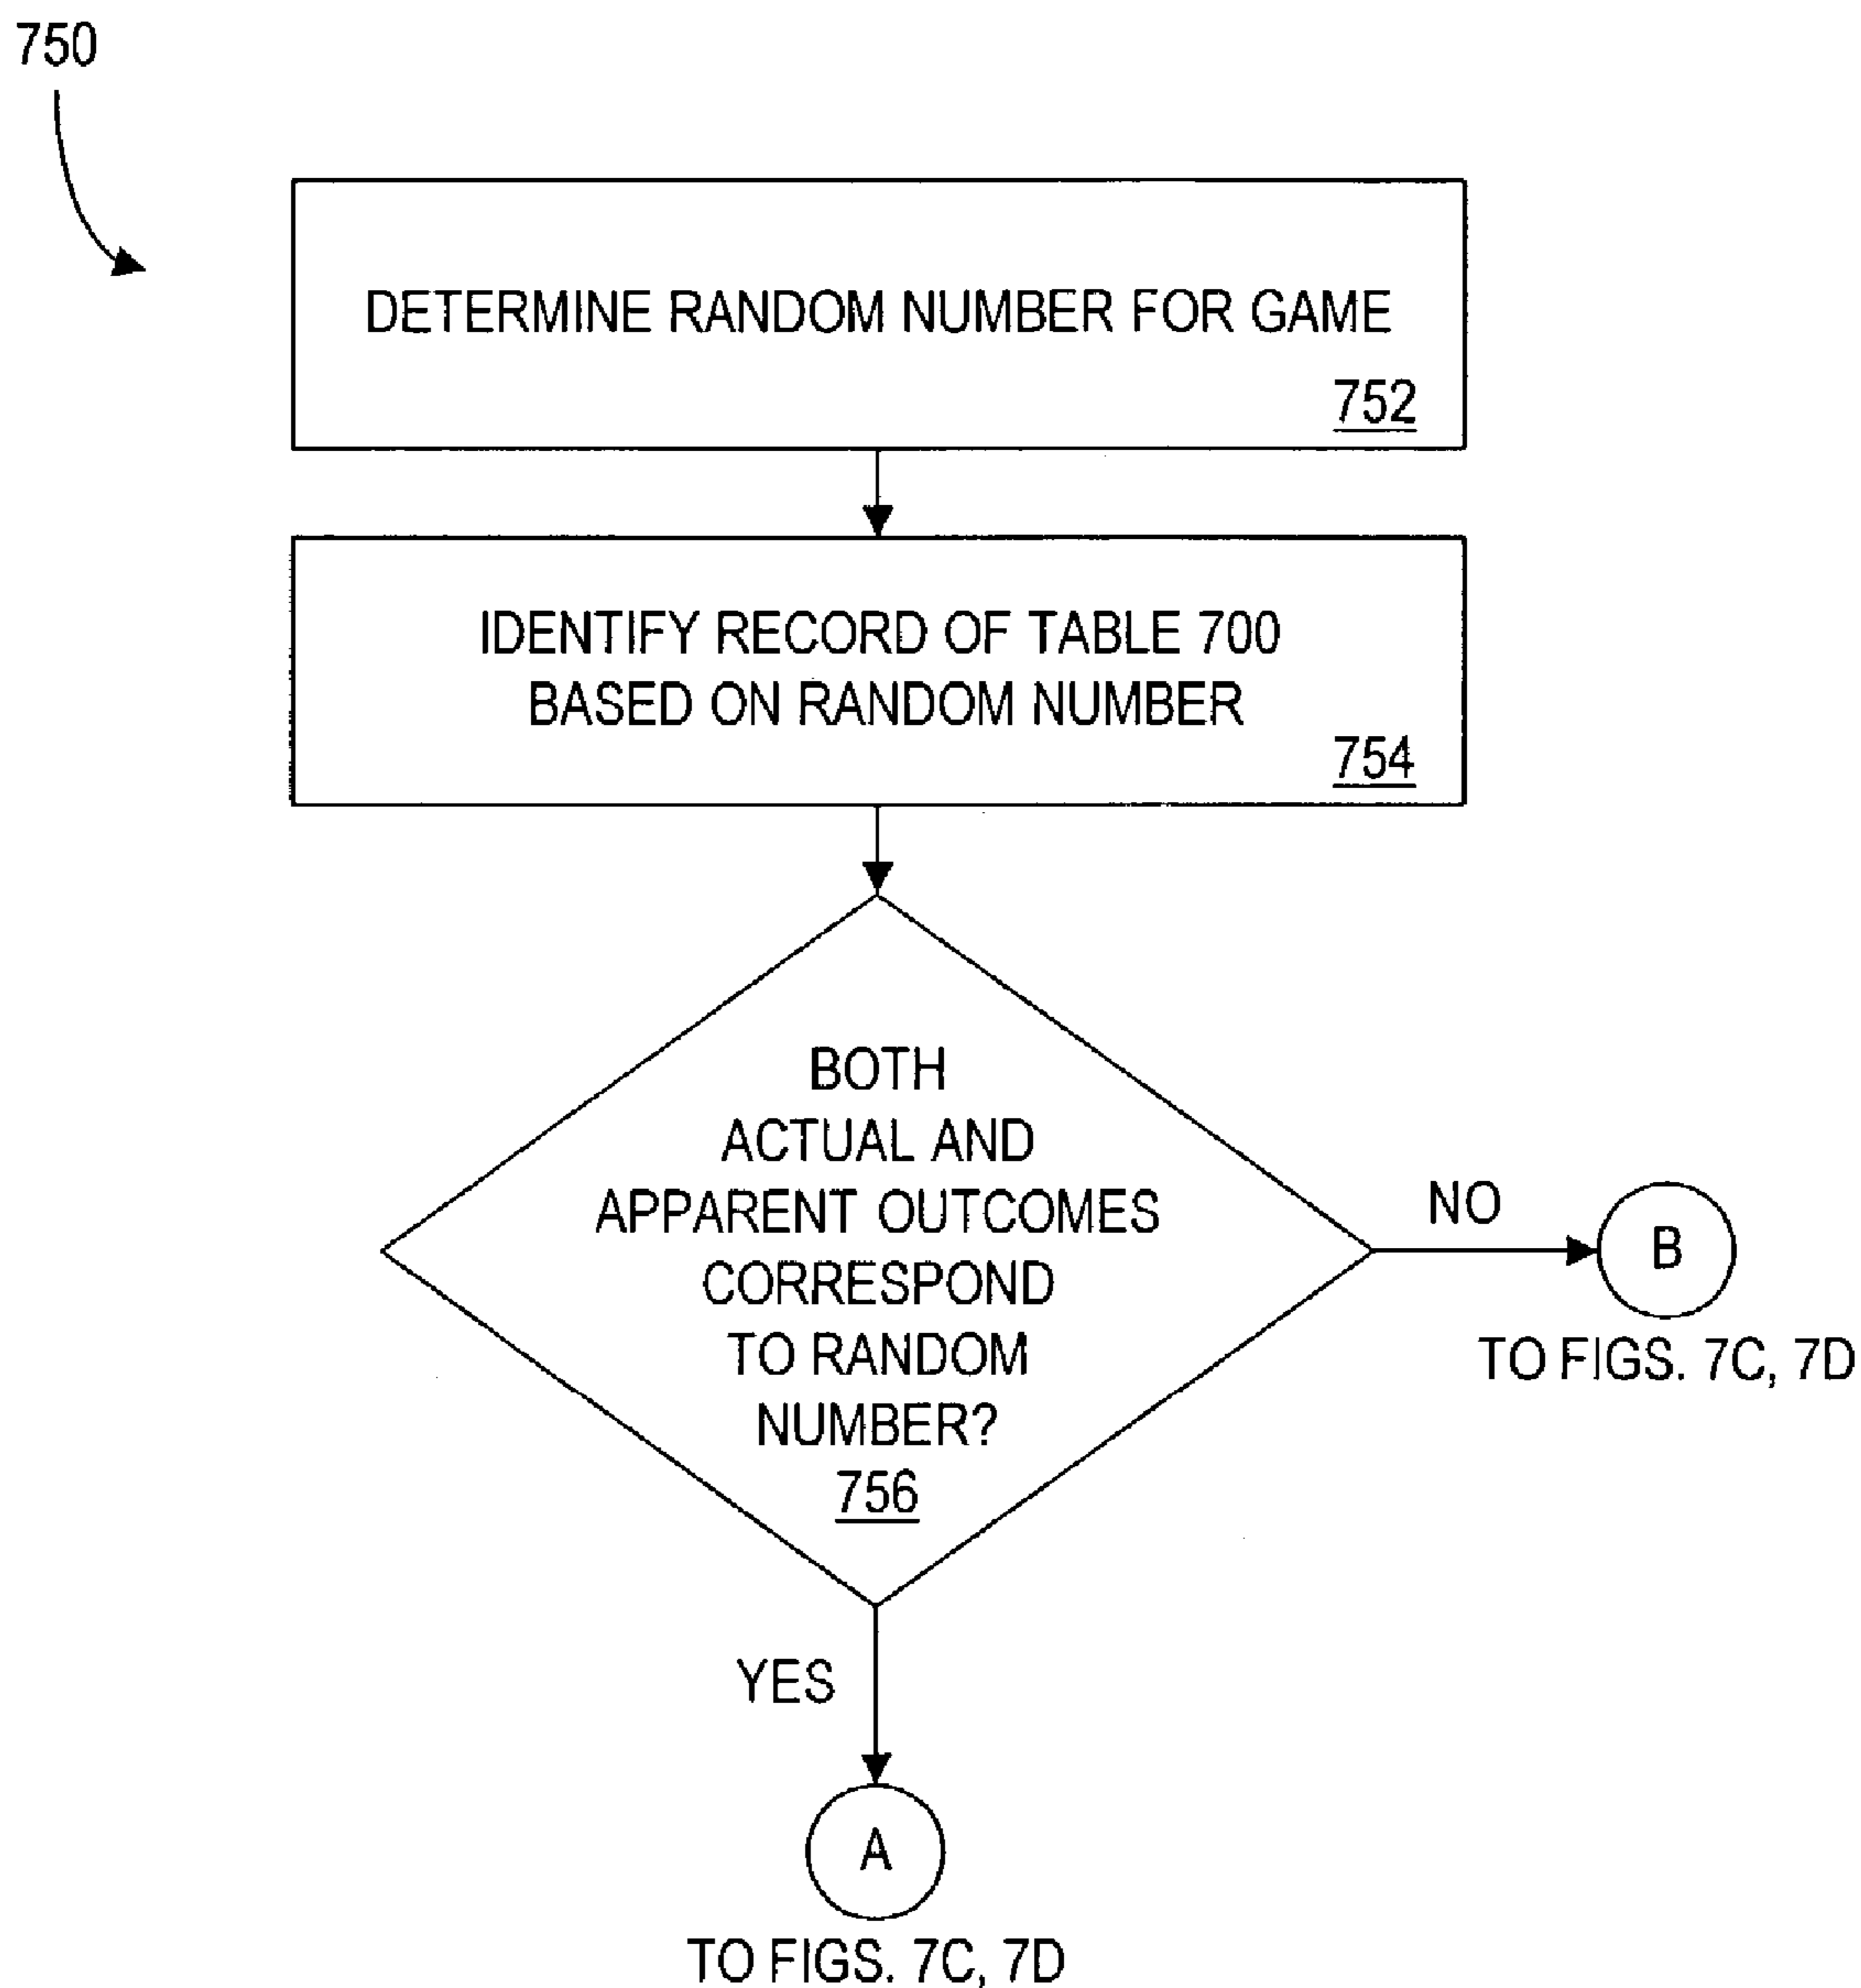 750
DETERMINE RANDOM NUMBER FOR GAME
752
IDENTIFY RECORD OF TABLE 700
BASED ON RANDOM NUMBER
754
BOTH
ACTUAL AND
APPARENT OUTCOMES
CORRESPOND
TO RANDOM
NUMBER?
756
NO
B
TO FIGS. 7C, 7D
YES
A
TO FIGS. 7C, 7D